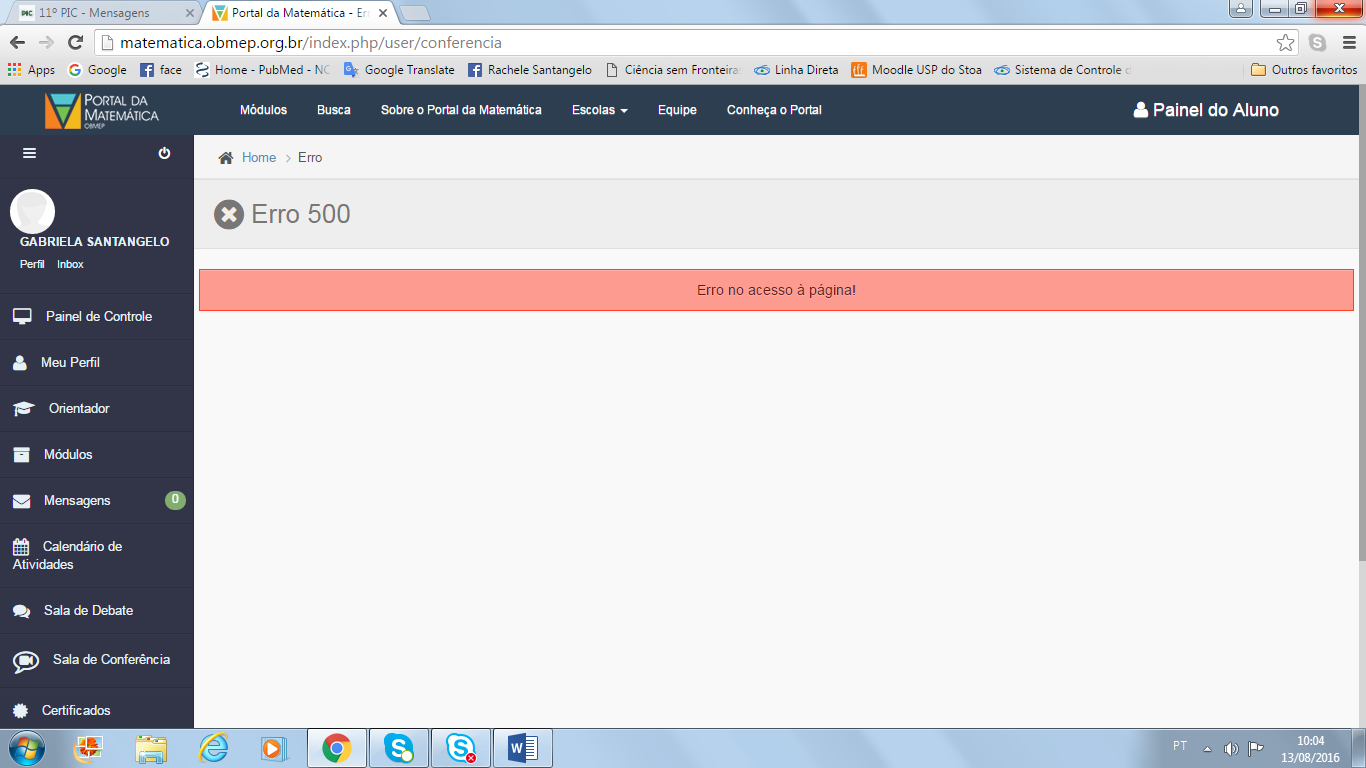 11º PIC - Mensagens
Portal da Matemática - Er
matematica.obmep.org.br/index.php/user/conferencia
Apps
Google
face
Home - PubMed - NC
Google Translate
Rachele Santangelo
Ciência sem Fronteira
Linha Direta
Moodle USP do Stoa
Sistema de Controle d
Outros favoritos
PORTAL DA
MATEMÁTICA
OBMEP
Módulos
Busca
Sobre o Portal da Matemática
Escolas
Equipe
Conheça o Portal
Painel do Aluno
Home
Erro
Erro 500
Erro no acesso à página!
GABRIELA SANTANGELO
Perfil
Inbox
Painel de Controle
Meu Perfil
Orientador
Módulos
Mensagens
0
Calendário de
Atividades
Sala de Debate
Sala de Conferência
Certificados
PT
10:04
13/08/2016